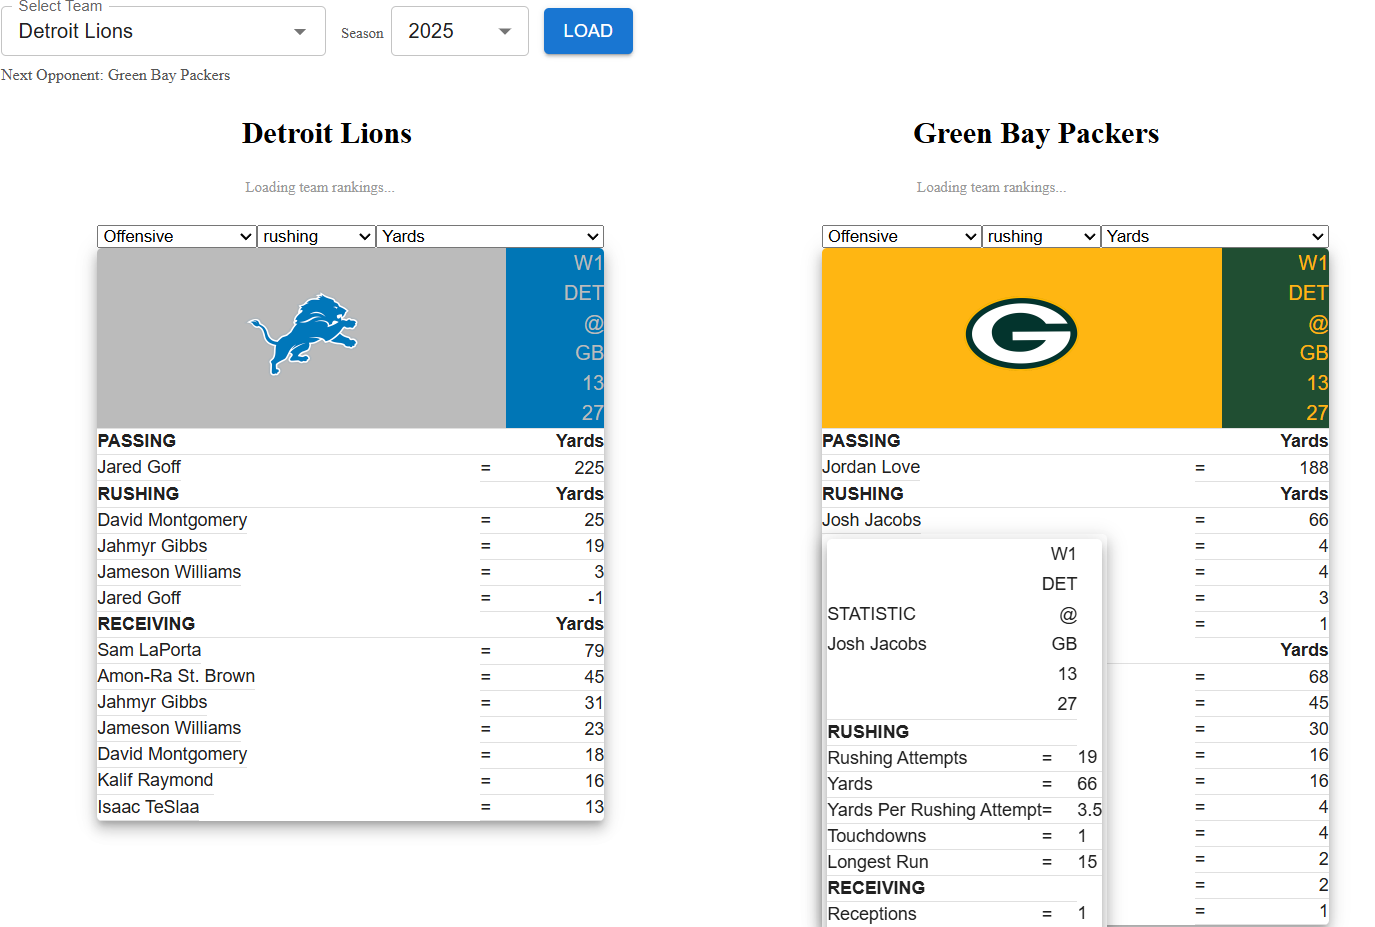 Select Team
Detroit Lions
Season
2025
LOAD
Next Opponent: Green Bay Packers
Detroit Lions
Loading team rankings...
Offensive rushing Yards
W1
DET
@
GB
13
27
PASSING Yards
Jared Goff = 225
RUSHING Yards
David Montgomery = 25
Jahmyr Gibbs = 19
Jameson Williams = 3
Jared Goff = -1
RECEIVING Yards
Sam LaPorta = 79
Amon-Ra St. Brown = 45
Jahmyr Gibbs = 31
Jameson Williams = 23
David Montgomery = 18
Kalif Raymond = 16
Isaac TeSlaa = 13
Green Bay Packers
Loading team rankings...
Offensive rushing Yards
G
W1
DET
@
GB
13
27
PASSING Yards
Jordan Love = 188
RUSHING Yards
Josh Jacobs = 66
= 4
= 4
= 3
= 1
Yards
= 68
= 45
= 30
= 16
= 16
= 4
= 4
= 2
= 2
= 1
W1
DET
STATISTIC @
Josh Jacobs GB
13
27
RUSHING
Rushing Attempts = 19
Yards = 66
Yards Per Rushing Attempt= 3.5
Touchdowns = 1
Longest Run = 15
RECEIVING
Receptions = 1